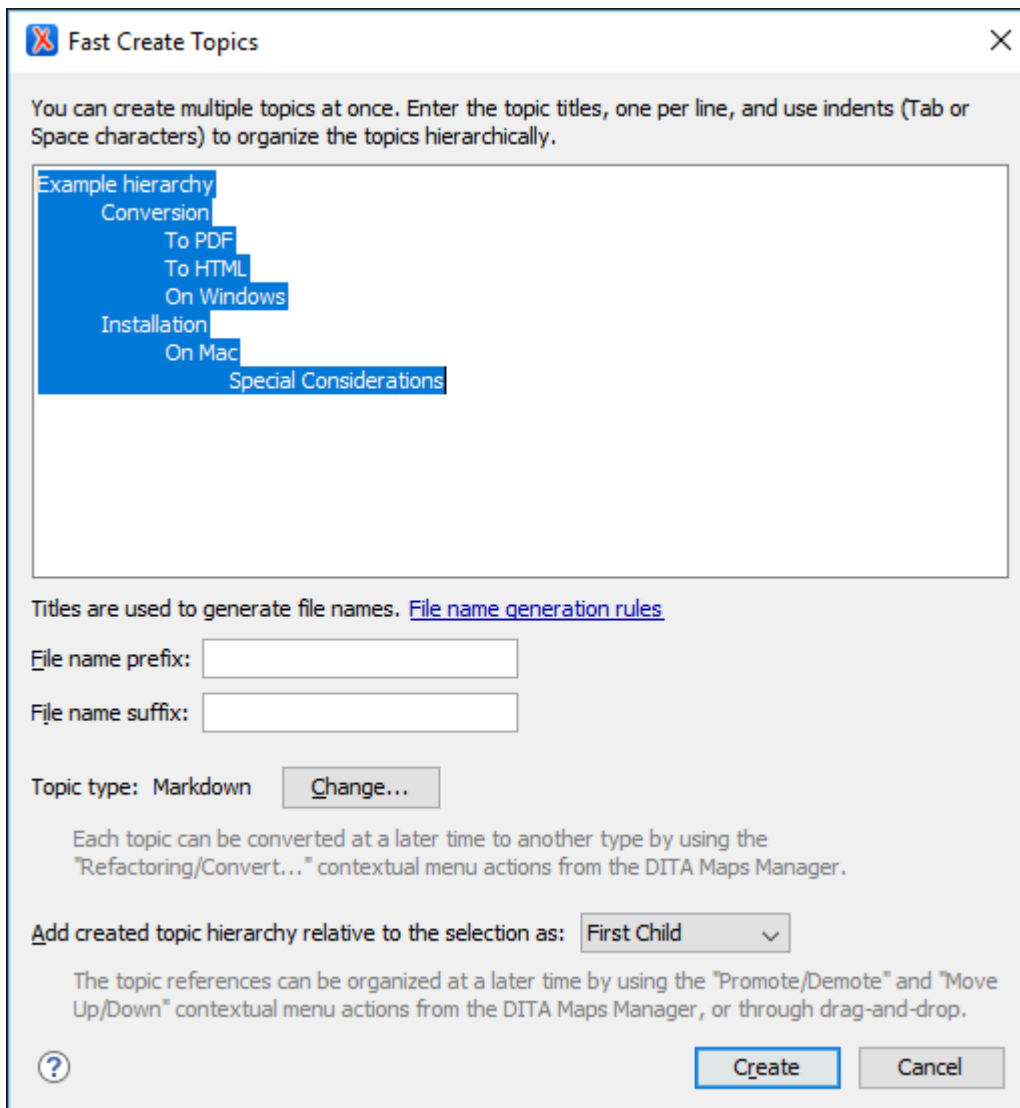 Fast Create Topics
You can create multiple topics at once. Enter the topic titles, one per line, and use indents (Tab or
Space characters) to organize the topics hierarchically.
Example hierarchy
Conversion
To PDF
To HTML
On Windows
Installation
On Mac
Special Considerations
Titles are used to generate file names. File name generation rules
File name prefix:
File name suffix:
Topic type: Markdown Change...
Each topic can be converted at a later time to another type by using the
"Refactoring/Convert..." contextual menu actions from the DITA Maps Manager.
Add created topic hierarchy relative to the selection as: First Child
The topic references can be organized at a later time by using the "Promote/Demote" and "Move
Up/Down" contextual menu actions from the DITA Maps Manager, or through drag-and-drop.
? Create Cancel